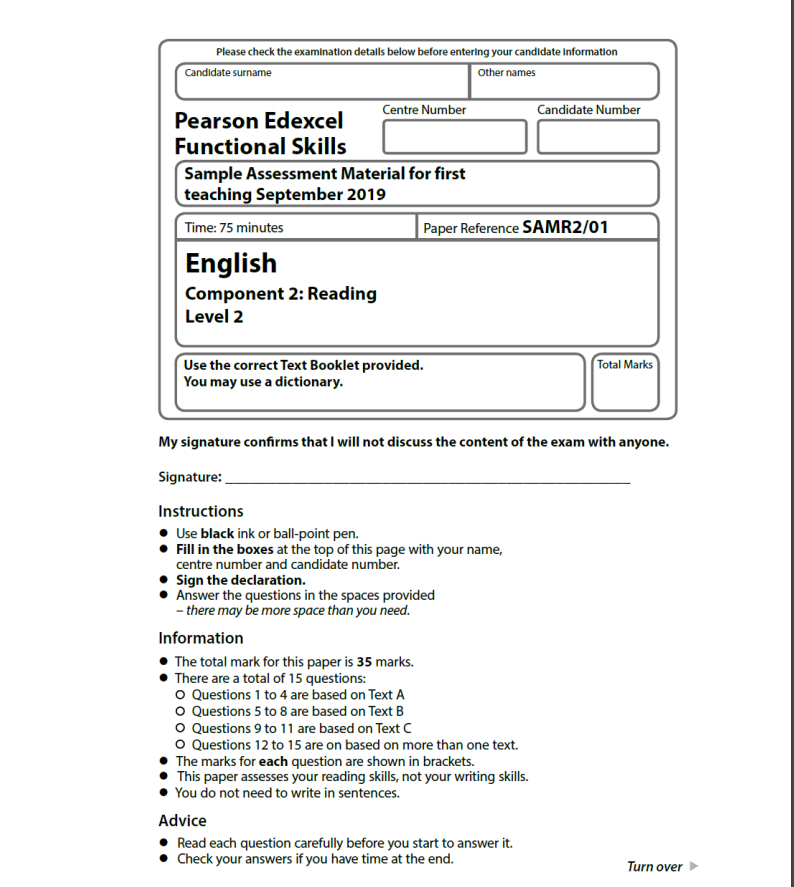 Please check the examination details below before entering your candidate information
Candidate surname
Other names
Pearson Edexcel
Functional Skills
Centre Number
Candidate Number
Sample Assessment Material for first
teaching September 2019
Time: 75 minutes
Paper Reference SAMR2/01
English
Component 2: Reading
Level 2
Use the correct Text Booklet provided.
You may use a dictionary.
Total Marks
My signature confirms that I will not discuss the content of the exam with anyone.
Signature: ____________________________________________________________
Instructions
● Use black ink or ball-point pen.
● Fill in the boxes at the top of this page with your name,
centre number and candidate number.
● Sign the declaration.
● Answer the questions in the spaces provided
– there may be more space than you need.
Information
● The total mark for this paper is 35 marks.
● There are a total of 15 questions:
○ Questions 1 to 4 are based on Text A
○ Questions 5 to 8 are based on Text B
○ Questions 9 to 11 are based on Text C
○ Questions 12 to 15 are on based on more than one text.
● The marks for each question are shown in brackets.
● This paper assesses your reading skills, not your writing skills.
● You do not need to write in sentences.
Advice
● Read each question carefully before you start to answer it.
● Check your answers if you have time at the end.
Turn over